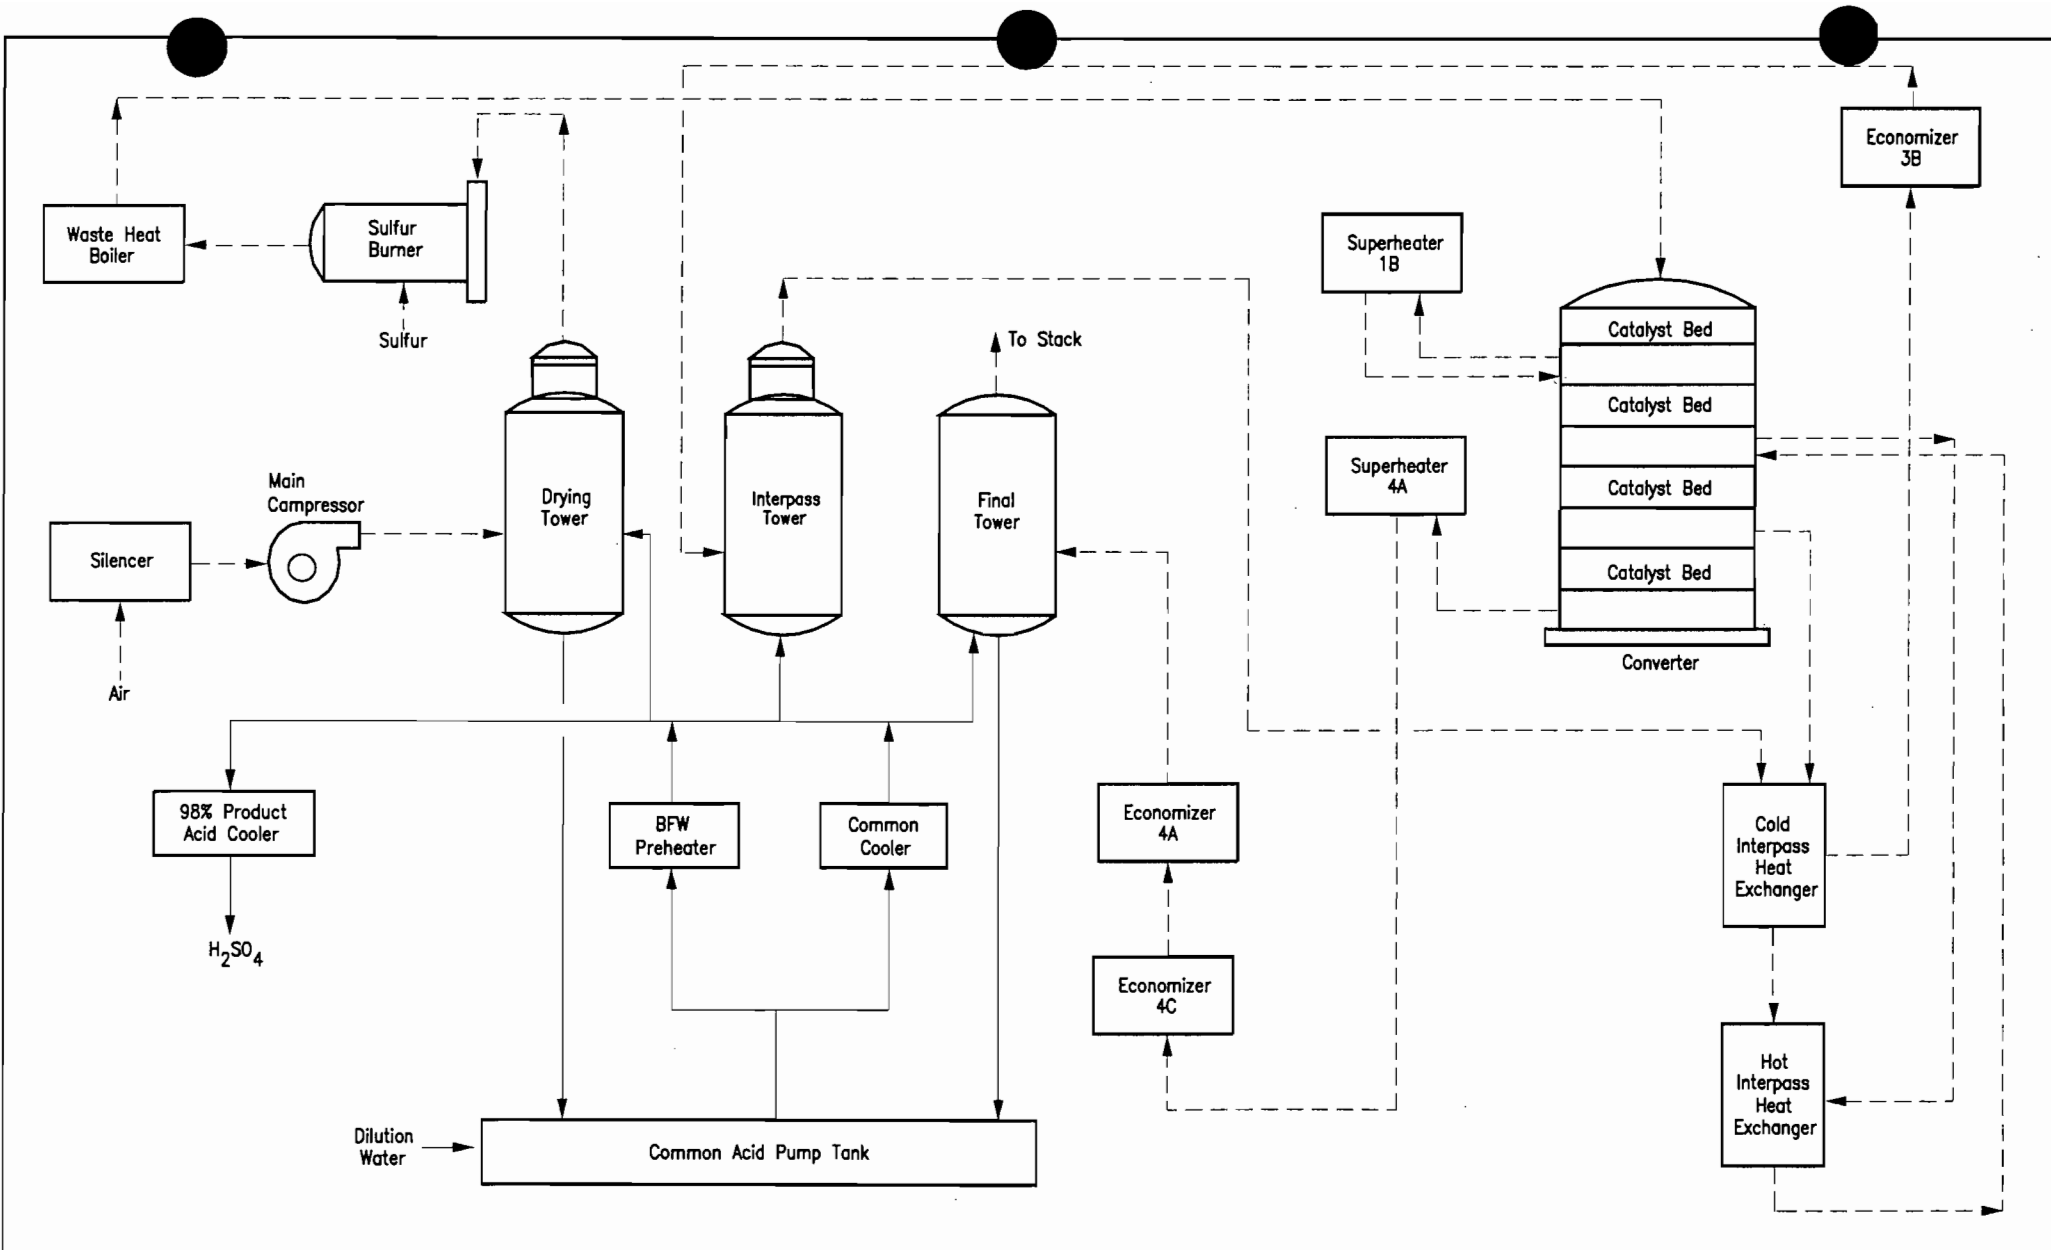 Economizer
3B
Waste Heat
Boiler
Sulfur
Burner
Sulfur
Superheater
1B
To Stack
Catalyst Bed
Catalyst Bed
Catalyst Bed
Catalyst Bed
Converter
Superheater
4A
Main
Campressor
Silencer
Air
Drying
Tower
Interpass
Tower
Final
Tower
98% Product
Acid Cooler
H2SO4
BFW
Preheater
Common
Cooler
Economizer
4A
Economizer
4C
Cold
Interpass
Heat
Exchanger
Hot
Interpass
Heat
Exchanger
Dilution
Water
Common Acid Pump Tank